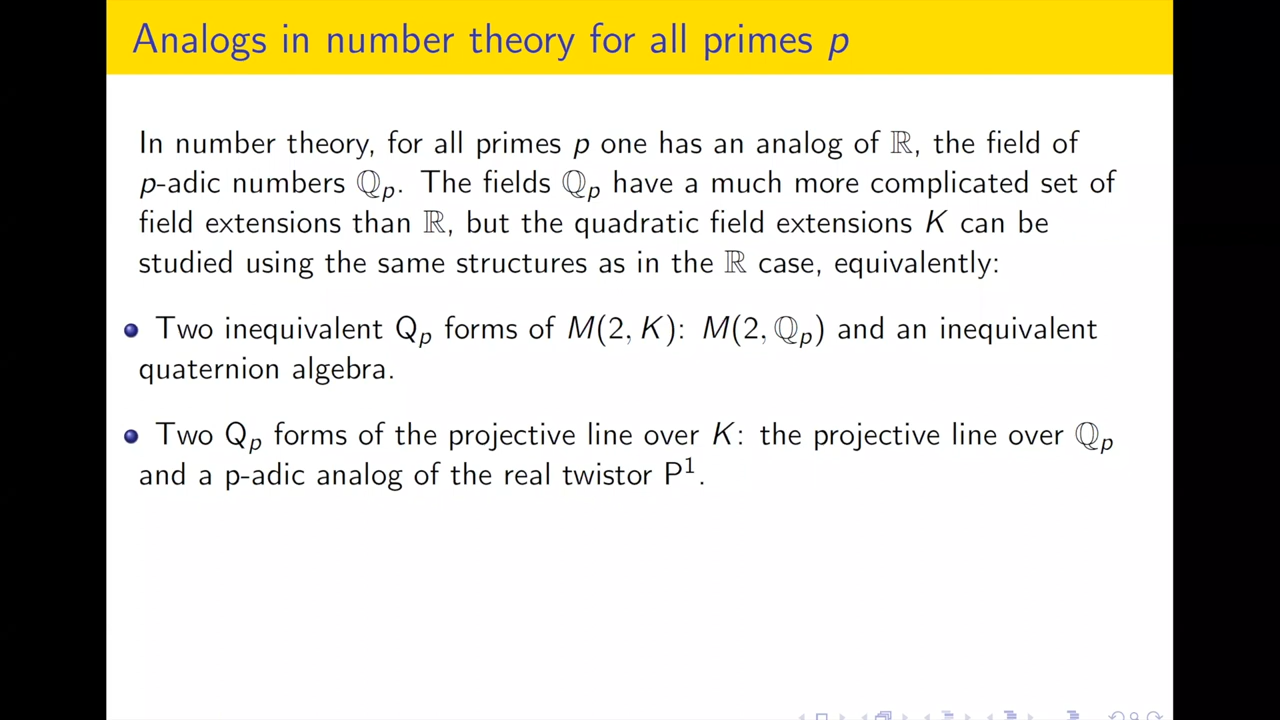 Analogs in number theory for all primes p
In number theory, for all primes p one has an analog of ℝ, the field of
p-adic numbers ℚₚ. The fields ℚₚ have a much more complicated set of
field extensions than ℝ, but the quadratic field extensions K can be
studied using the same structures as in the ℝ case, equivalently:
Two inequivalent Qₚ forms of M(2, K): M(2, ℚₚ) and an inequivalent
quaternion algebra.
Two Qₚ forms of the projective line over K: the projective line over ℚₚ
and a p-adic analog of the real twistor P¹.